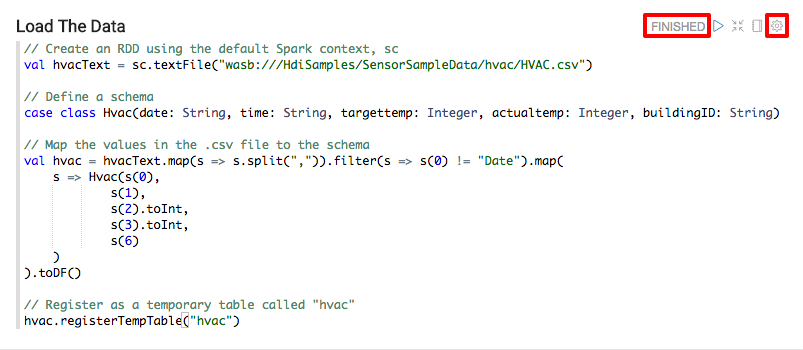 Load The Data FINISHED
// Create an RDD using the default Spark context, sc
val hvacText = sc.textFile("wasb:///HdiSamples/SensorSampleData/hvac/HVAC.csv")
// Define a schema
case class Hvac(date: String, time: String, targettemp: Integer, actualtemp: Integer, buildingID: String)
// Map the values in the .csv file to the schema
val hvac = hvacText.map(s => s.split(",")).filter(s => s(0) != "Date").map(
s => Hvac(s(0),
s(1),
s(2).toInt,
s(3).toInt,
s(6)
)
).toDF()
// Register as a temporary table called "hvac"
hvac.registerTempTable("hvac")